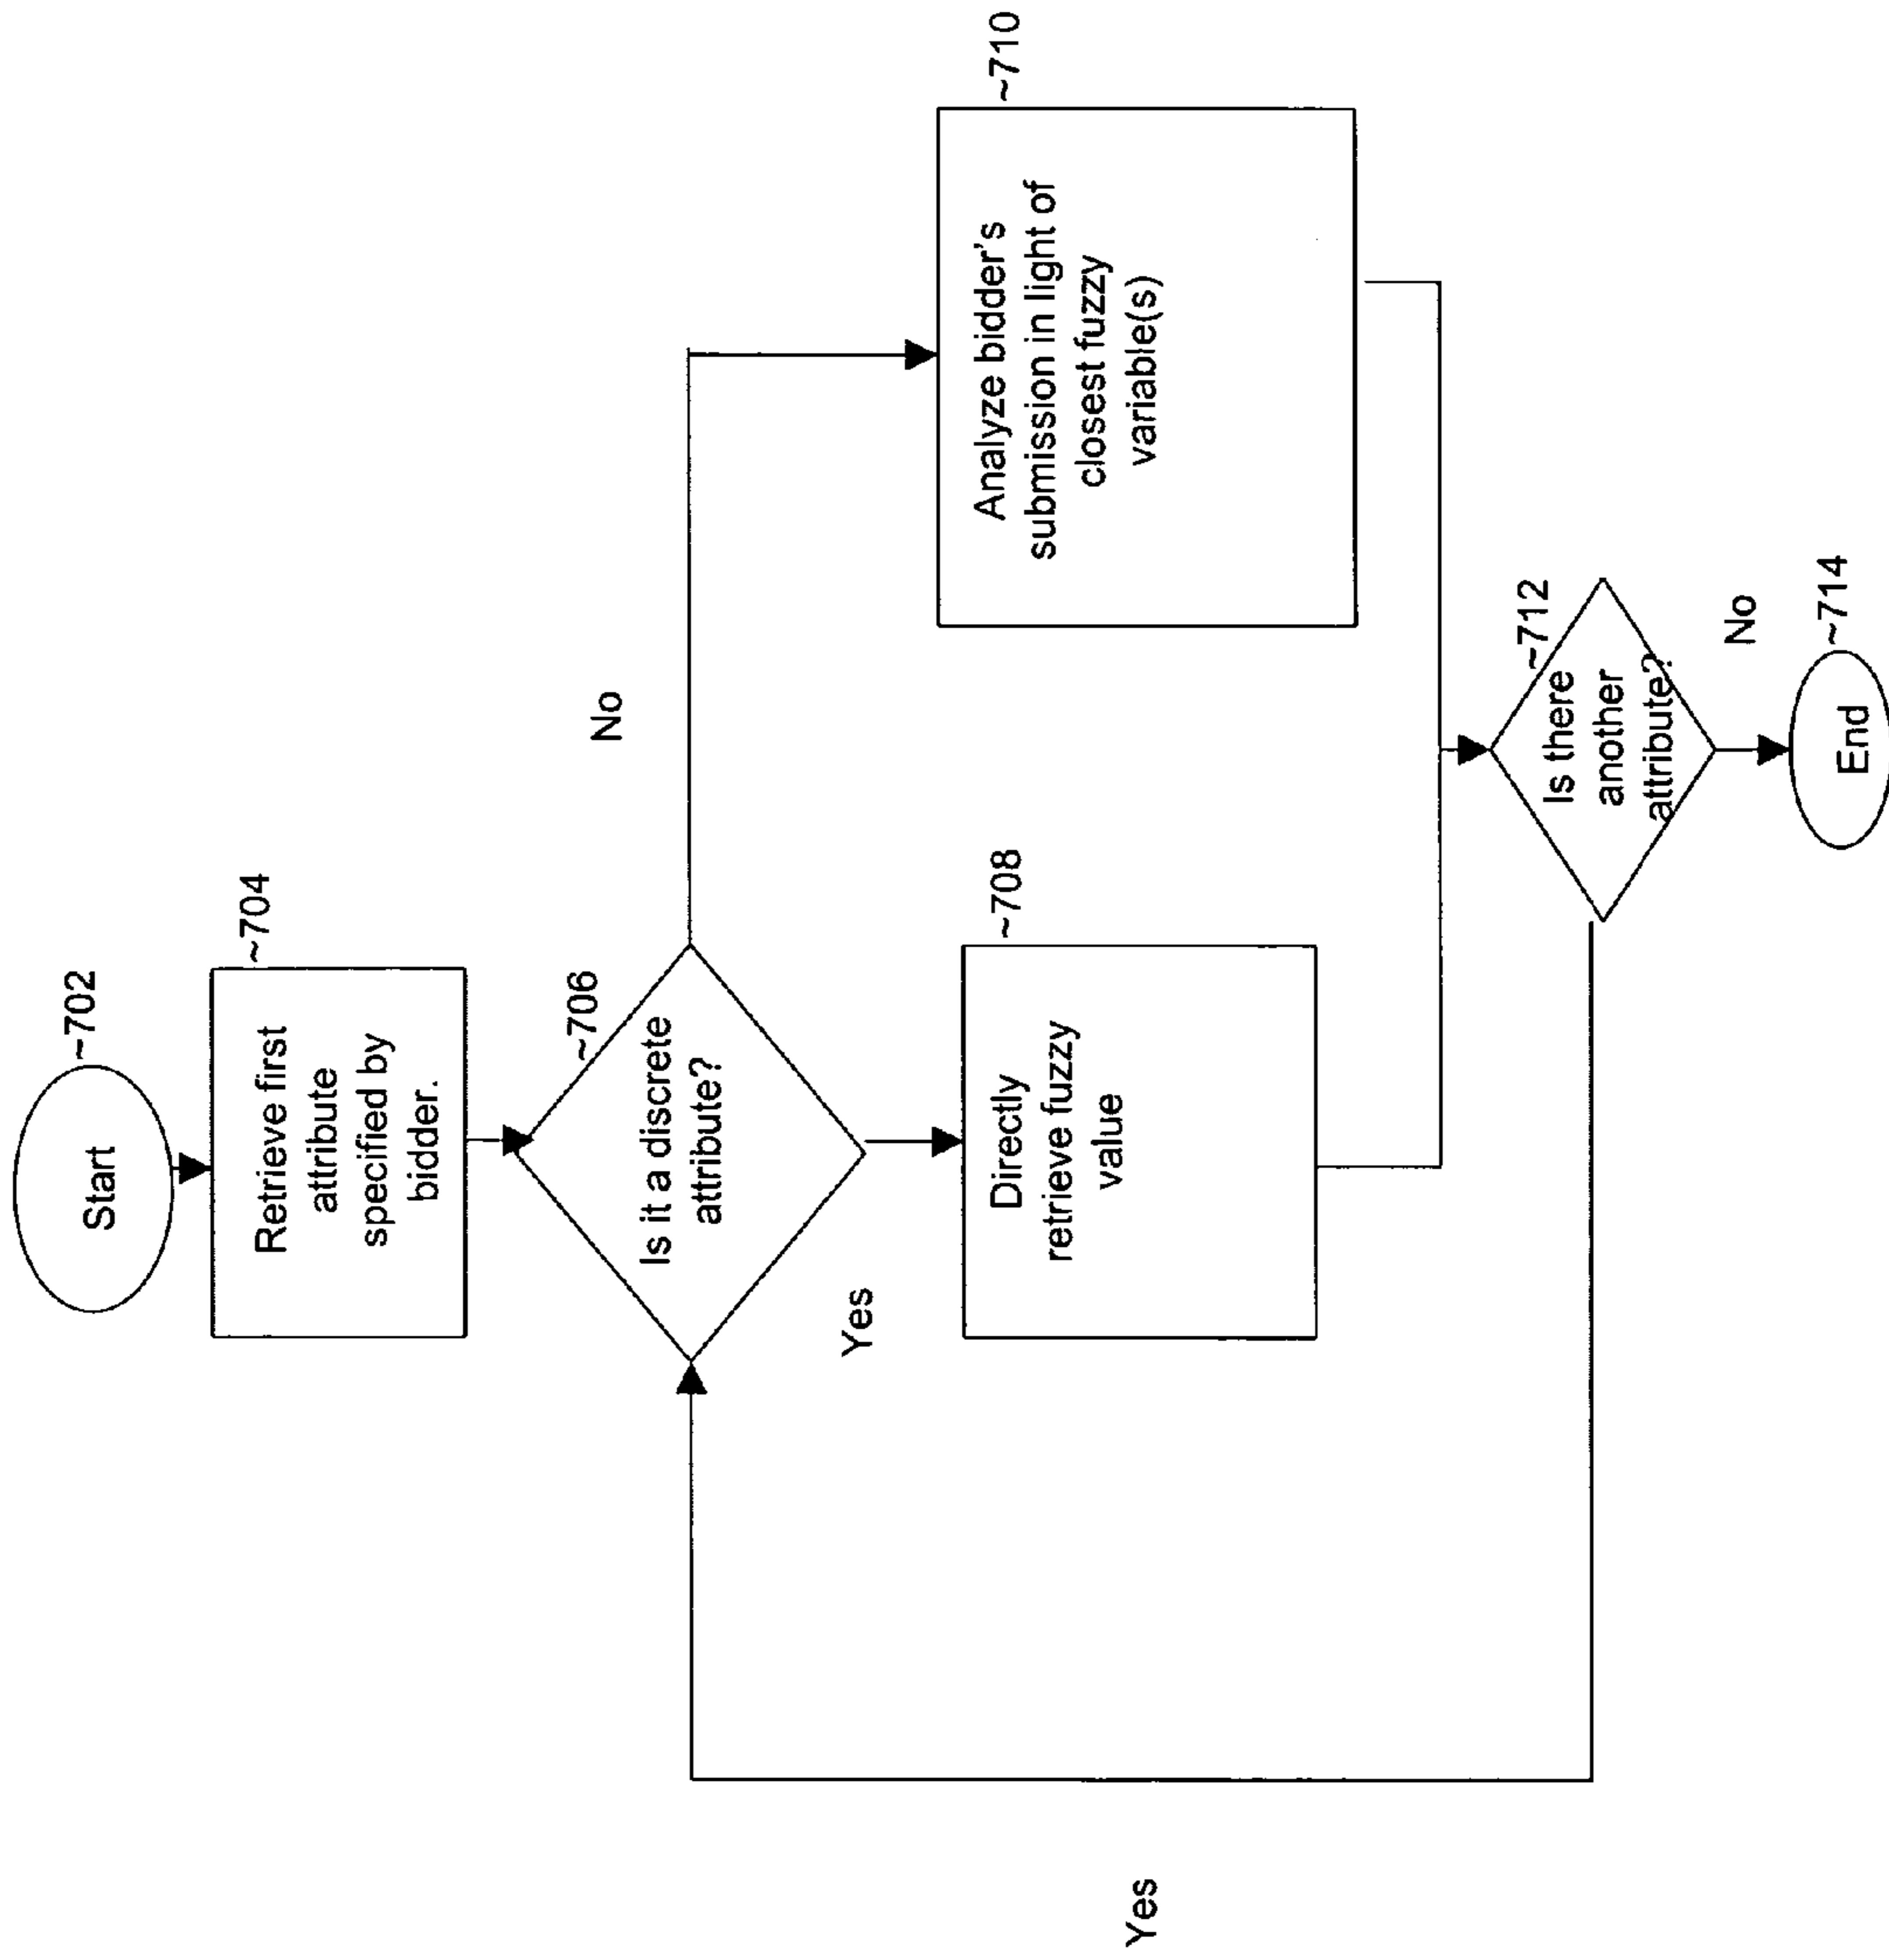 Start
~702
Retrieve first
attribute
specified by
bidder.
~704
Is it a discrete
attribute?
~706
No
Yes
Directly
retrieve fuzzy
value
~708
Analyze bidder's
submission in light of
closest fuzzy
variable(s)
~710
Is there
another
attribute?
~712
Yes
No
End
~714